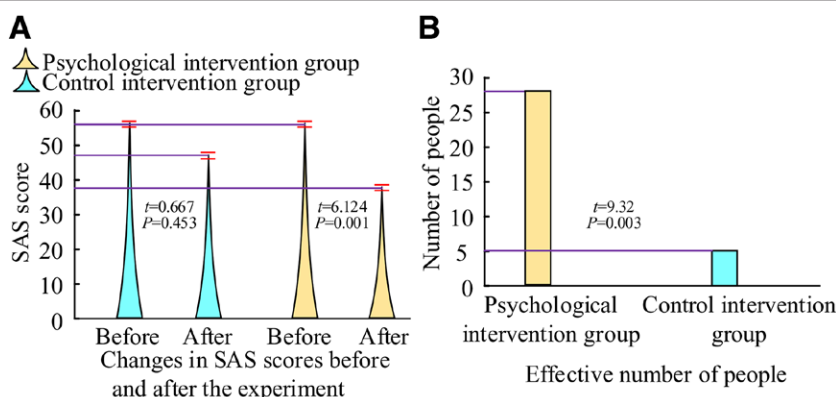 A
Psychological intervention group
Control intervention group
SAS score
60
50
40
30
20
10
0
t=0.667
P=0.453
t=6.124
P=0.001
Before
After
Before
After
Changes in SAS scores before
and after the experiment
B
Number of people
30
25
20
15
10
5
0
t=9.32
P=0.003
Psychological
intervention group
Control intervention
group
Effective number of people